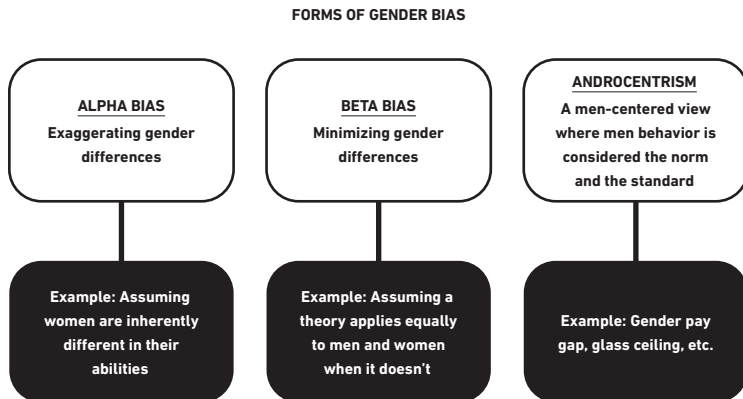 FORMS OF GENDER BIAS
ALPHA BIAS
Exaggerating gender
differences
BETA BIAS
Minimizing gender
differences
ANDROCENTRISM
A men-centered view
where men behavior is
considered the norm
and the standard
Example: Assuming
women are inherently
different in their
abilities
Example: Assuming a
theory applies equally
to men and women
when it doesn't
Example: Gender pay
gap, glass ceiling, etc.